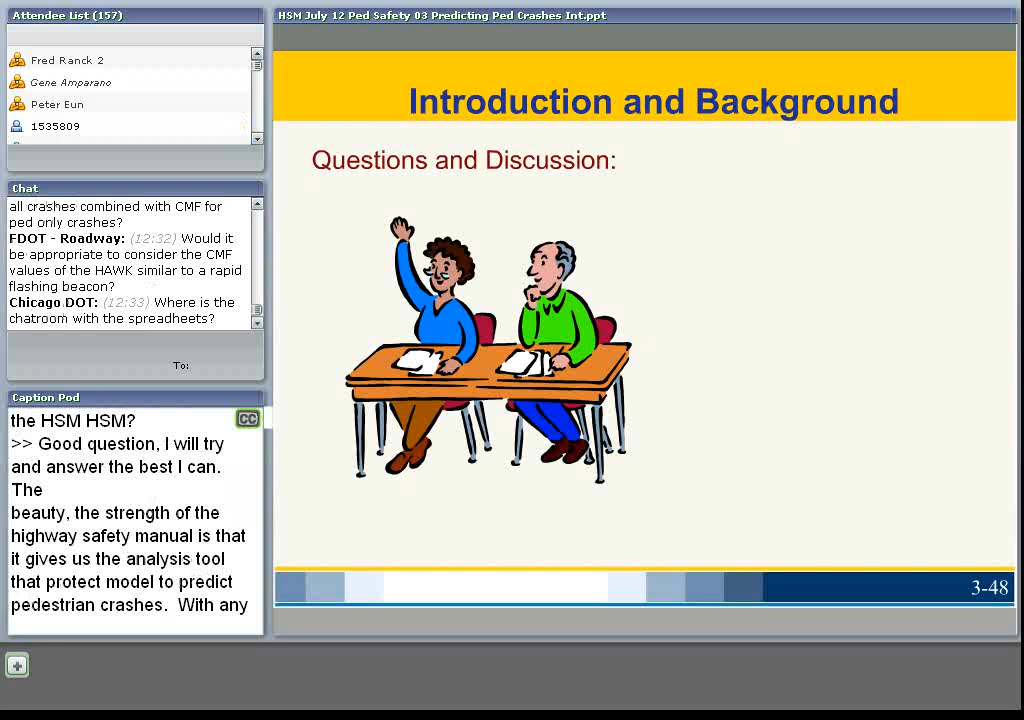 Attendee List (157)
Fred Ranck 2
Gene Amparano
Peter Eun
1535809
Chat
all crashes combined with CMF for
ped only crashes?
FDOT - Roadway: (12:32) Would it
be appropriate to consider the CMF
values of the HAWK similar to a rapid
flashing beacon?
Chicago DOT: (12:33) Where is the
chatroom with the spreadheets?
To:
Caption Pod
the HSM HSM?
CC
>> Good question, I will try
and answer the best I can.
The
beauty, the strength of the
highway safety manual is that
it gives us the analysis tool
that protect model to predict
pedestrian crashes. With any
HSM July 12 Ped Safety 03 Predicting Ped Crashes Int.ppt
Introduction and Background
Questions and Discussion:
3-48